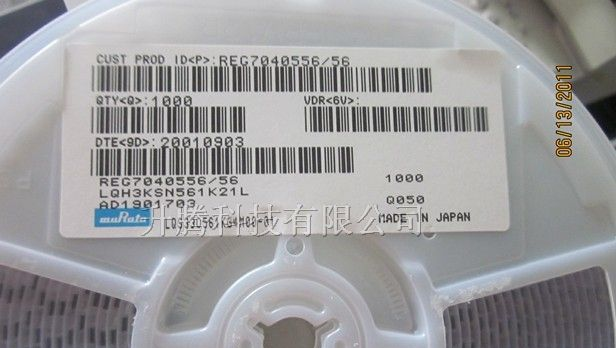 CUST PROD ID<P>:REG7040556/56
QTY<Q>:1000
VDR<6V>:
DTE<9D>:20010903
REG7040556/56
1000
LQH3KSN561K21L
AD1901703
Q050
muRata
MADE IN JAPAN
升腾科技有限公司
06/13/2011